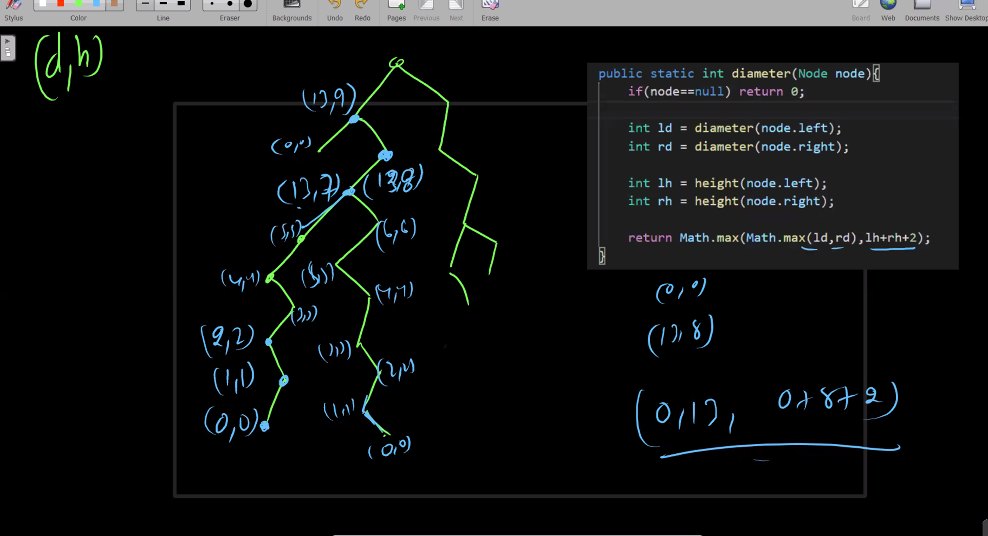 Stylus
Color
Line
Eraser
Backgrounds
Undo
Redo
Pages
Previous
Next
Erase
Board
Web
Documents
Show Desktop
(d,h)
public static int diameter(Node node){
if(node==null) return 0;
int ld = diameter(node.left);
int rd = diameter(node.right);
int lh = height(node.left);
int rh = height(node.right);
return Math.max(Math.max(ld,rd),lh+rh+2);
}
(13,9)
(0,0)
(13,7)
(13,8)
(5,5)
(6,6)
(4,4)
(5,5)
(4,4)
(3,3)
(2,2)
(3,3)
(1,1)
(2,2)
(1,1)
(0,0)
(0,0)
(0,0)
(13,8)
(0,13, 0+8+2)